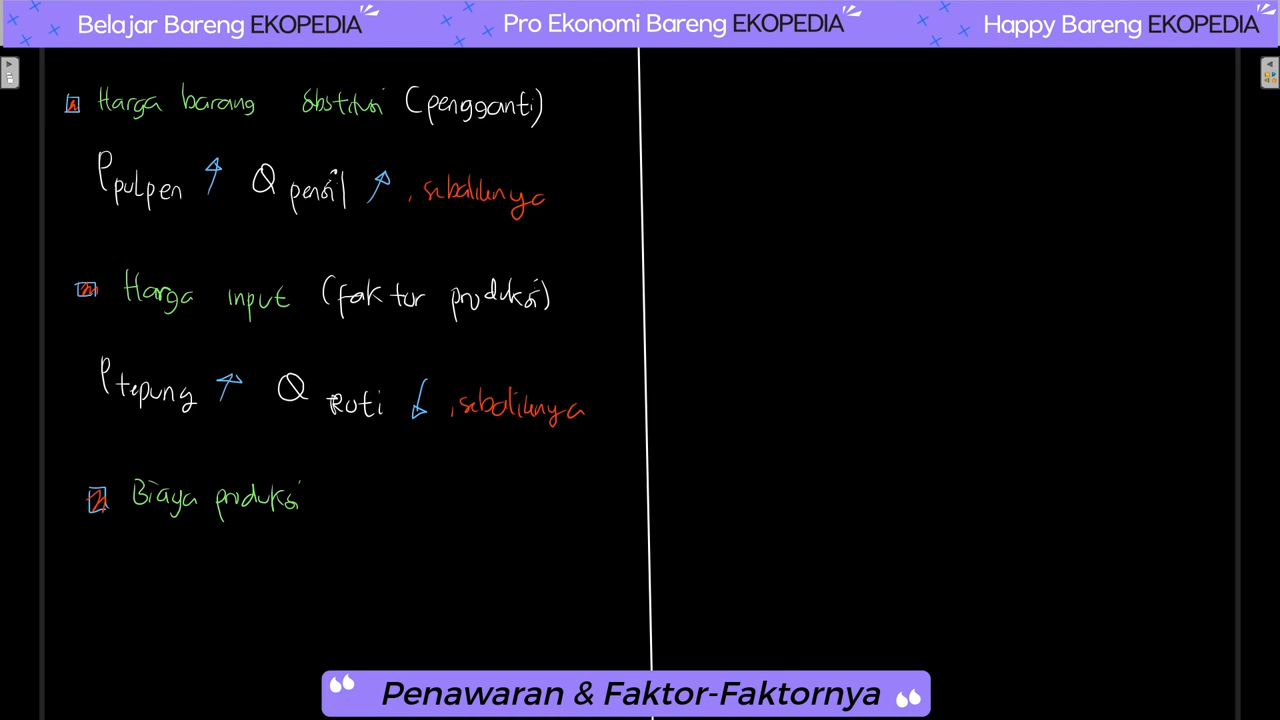 Belajar Bareng EKOPEDIA
Pro Ekonomi Bareng EKOPEDIA
Happy Bareng EKOPEDIA
Harga barang substitusi (pengganti)
P pulpen ↑ Q pensil ↑ , sebaliknya
Harga input (faktor produksi)
P tepung ↑ Q Roti ↓ , sebaliknya
Biaya produksi
Penawaran & Faktor-Faktornya